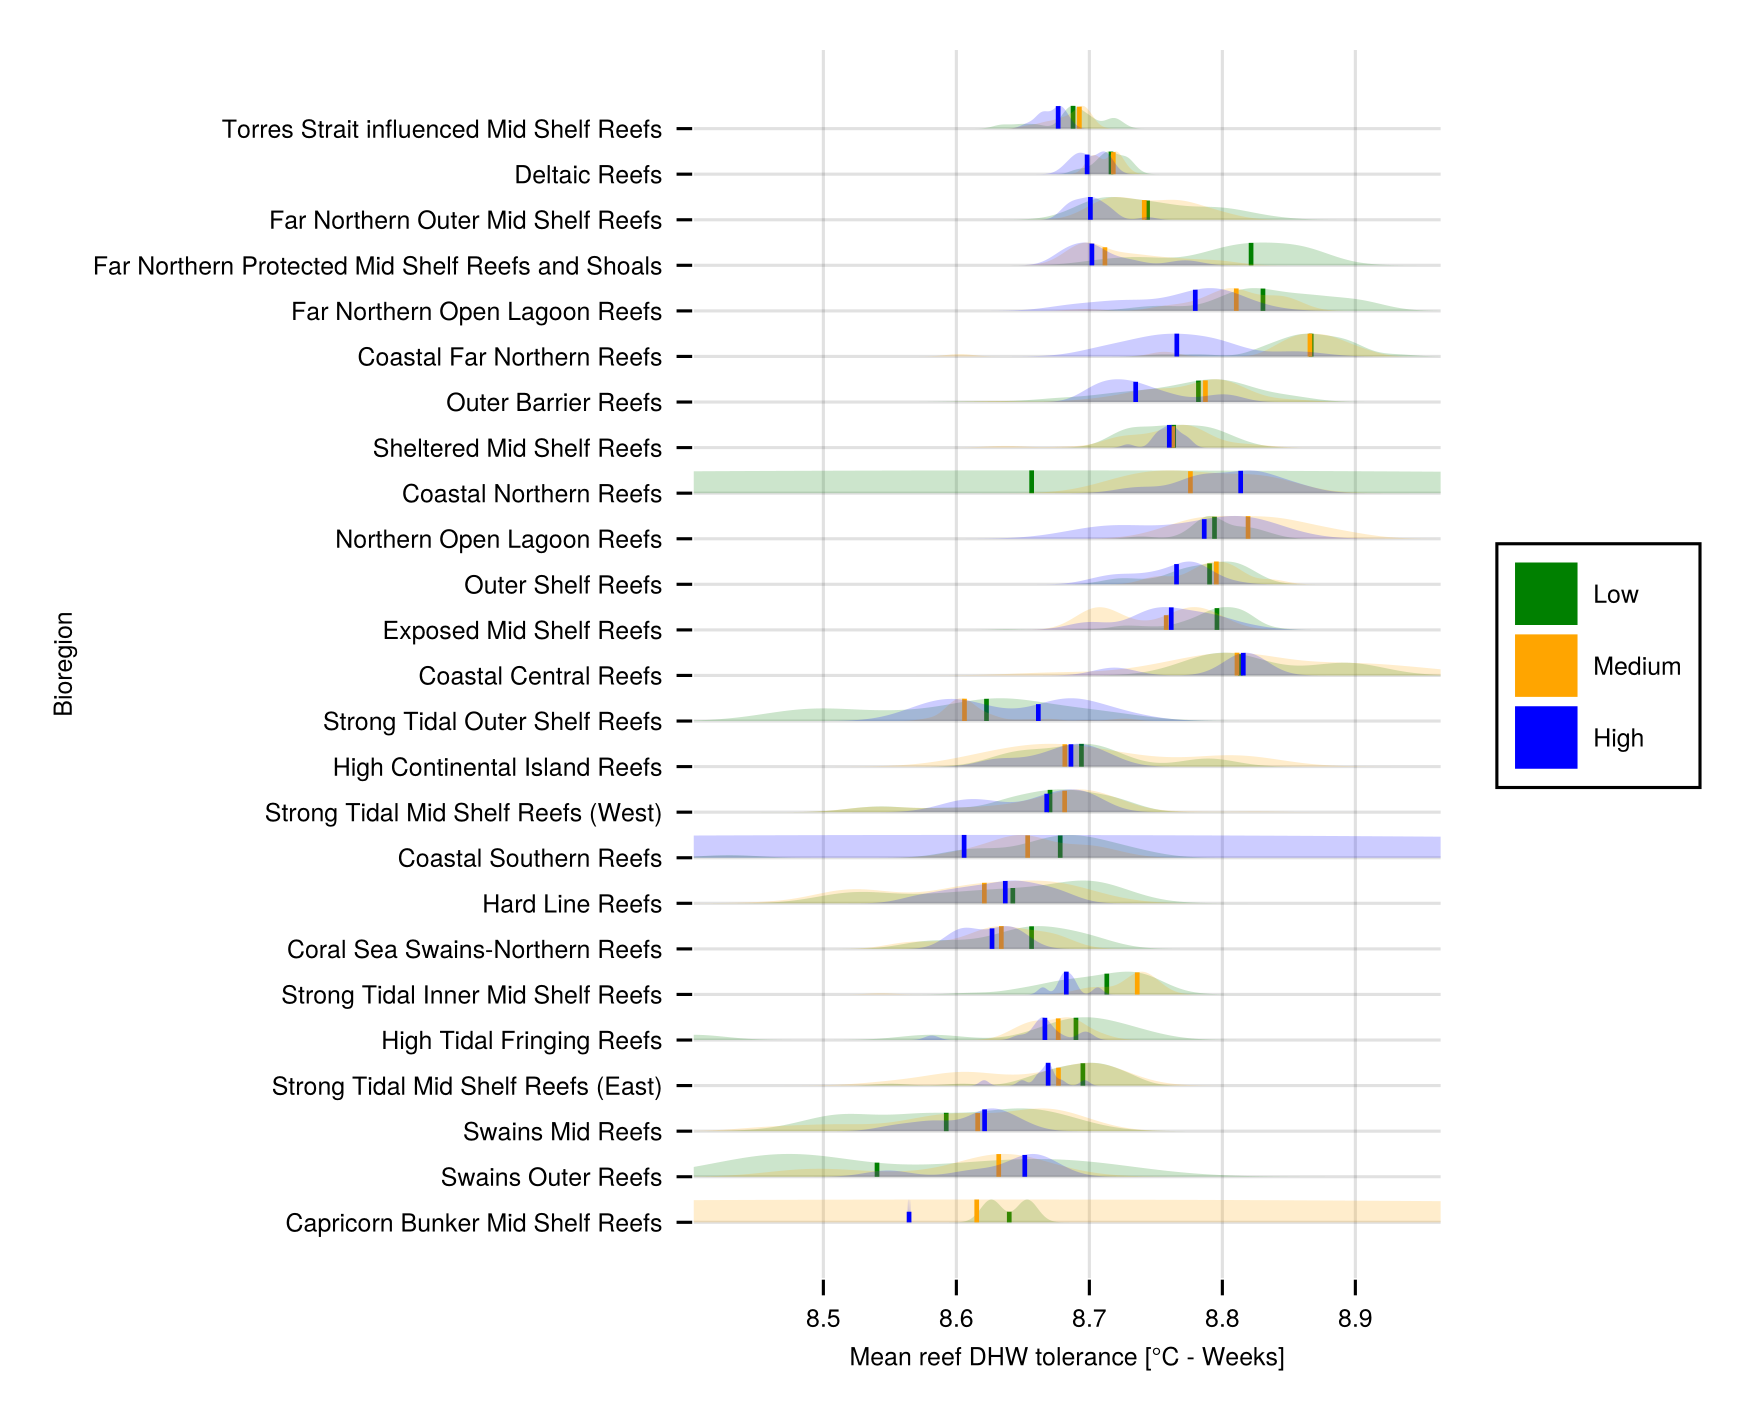 Torres Strait influenced Mid Shelf Reefs
Deltaic Reefs
Far Northern Outer Mid Shelf Reefs
Far Northern Protected Mid Shelf Reefs and Shoals
Far Northern Open Lagoon Reefs
Coastal Far Northern Reefs
Outer Barrier Reefs
Sheltered Mid Shelf Reefs
Coastal Northern Reefs
Northern Open Lagoon Reefs
Outer Shelf Reefs
Exposed Mid Shelf Reefs
Coastal Central Reefs
Strong Tidal Outer Shelf Reefs
High Continental Island Reefs
Strong Tidal Mid Shelf Reefs (West)
Coastal Southern Reefs
Hard Line Reefs
Coral Sea Swains-Northern Reefs
Strong Tidal Inner Mid Shelf Reefs
High Tidal Fringing Reefs
Strong Tidal Mid Shelf Reefs (East)
Swains Mid Reefs
Swains Outer Reefs
Capricorn Bunker Mid Shelf Reefs
Bioregion
8.5 8.6 8.7 8.8 8.9
Mean reef DHW tolerance [°C - Weeks]
Low
Medium
High